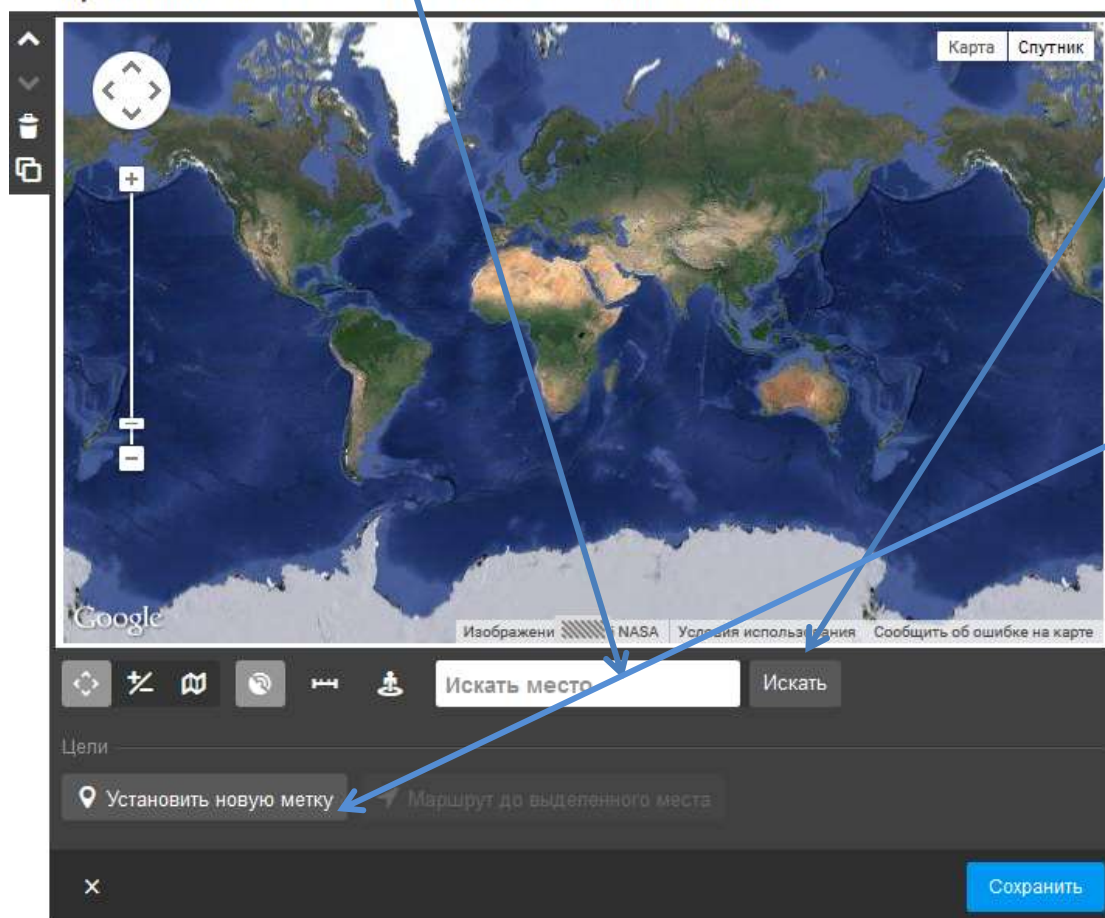 Карта Спутник
Google
Изображени NASA Условия использования Сообщить об ошибке на карте
Искать место Искать
Цели
Установить новую метку Маршрут до выделенного места
Сохранить